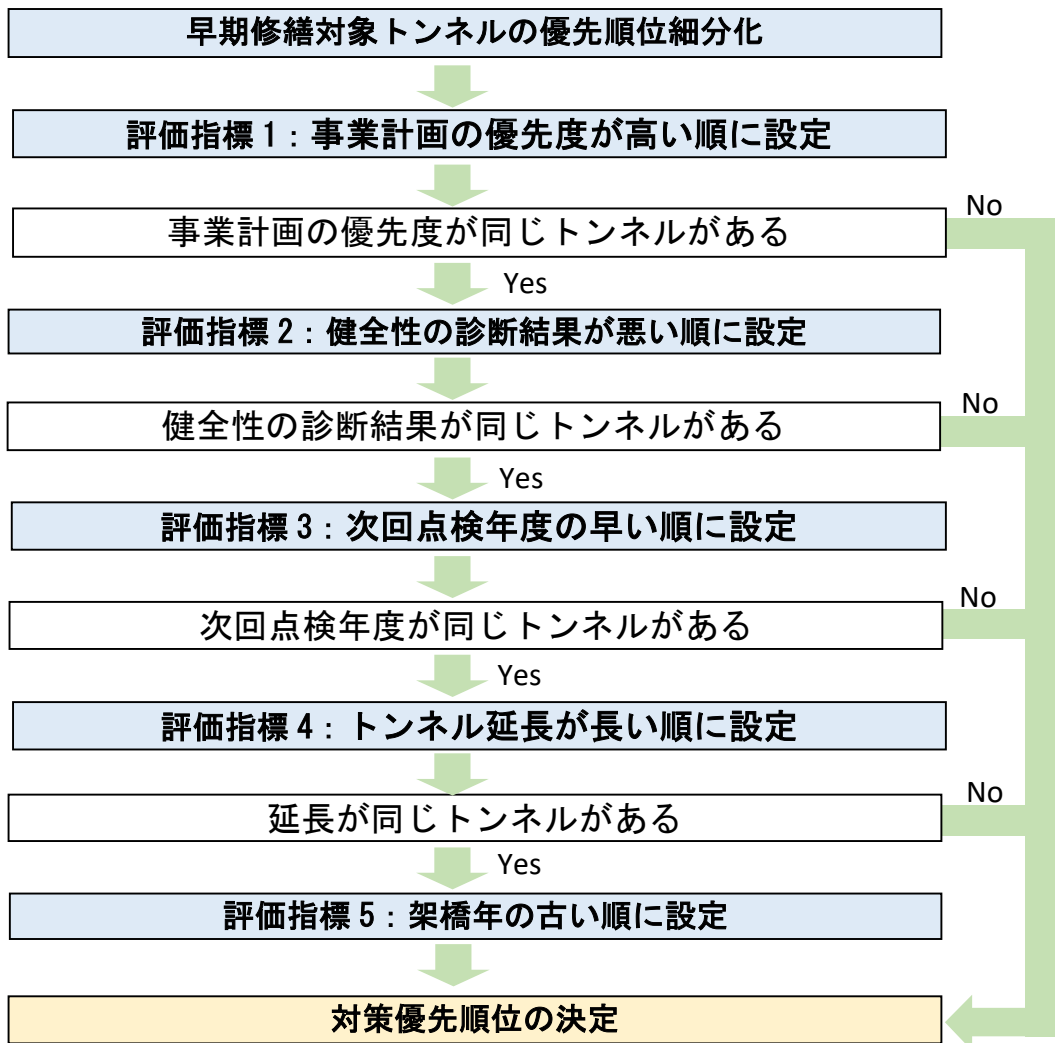 早期修繕対象トンネルの優先順位細分化
評価指標１：事業計画の優先度が高い順に設定
No
事業計画の優先度が同じトンネルがある
Yes
評価指標２：健全性の診断結果が悪い順に設定
No
健全性の診断結果が同じトンネルがある
Yes
評価指標３：次回点検年度の早い順に設定
No
次回点検年度が同じトンネルがある
Yes
評価指標４：トンネル延長が長い順に設定
No
延長が同じトンネルがある
Yes
評価指標５：架橋年の古い順に設定
対策優先順位の決定